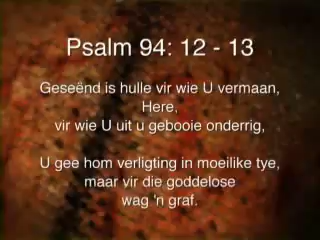 Psalm 94: 12 - 13
Geseënd is hulle vir wie U vermaan,
Here,
vir wie U uit u gebooie onderrig,
U gee hom verligting in moeilike tye,
maar vir die goddelose
wag 'n graf.